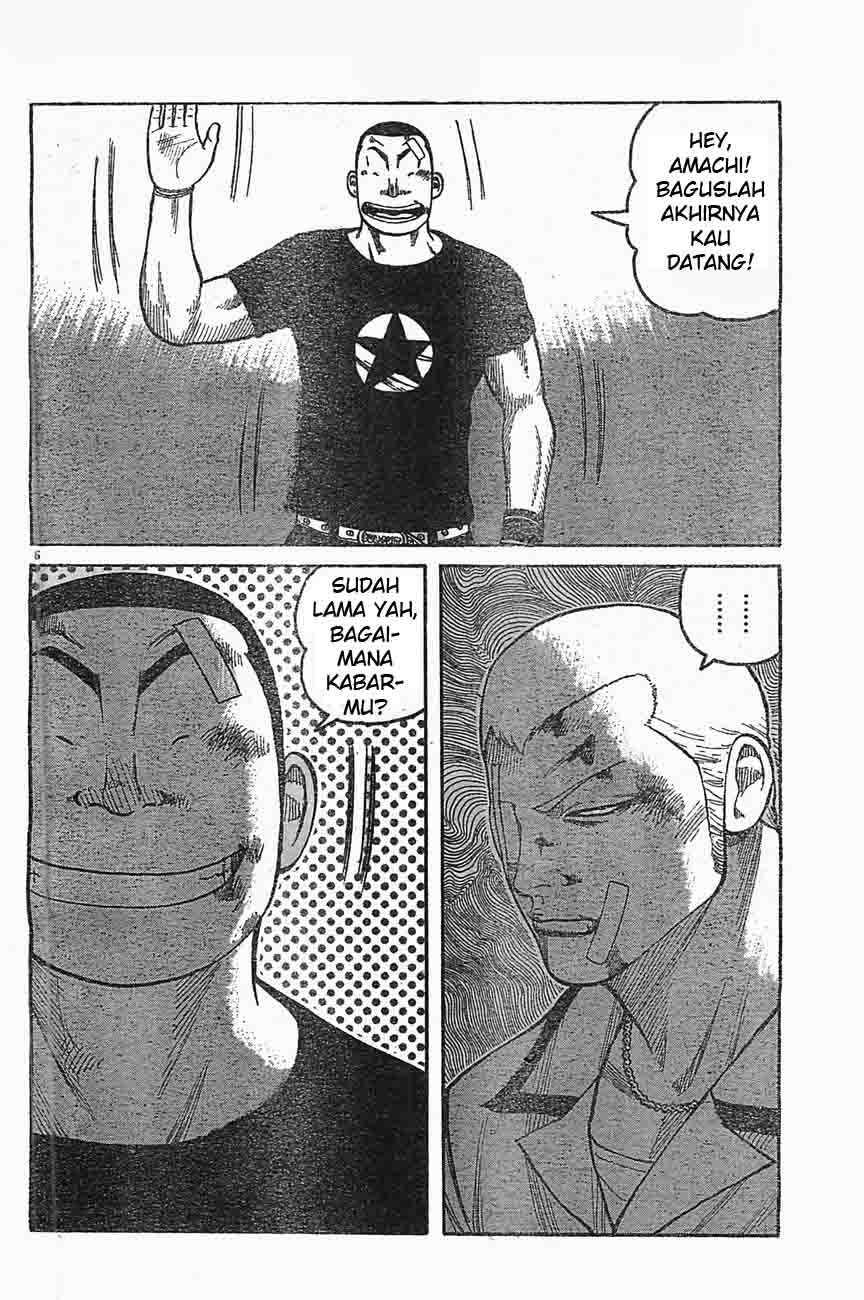 HEY,
AMACHI!
BAGUSLAH
AKHIRNYA
KAU
DATANG!
6
SUDAH
LAMA YAH,
BAGAI-
MANA
KABAR-
MU?
......